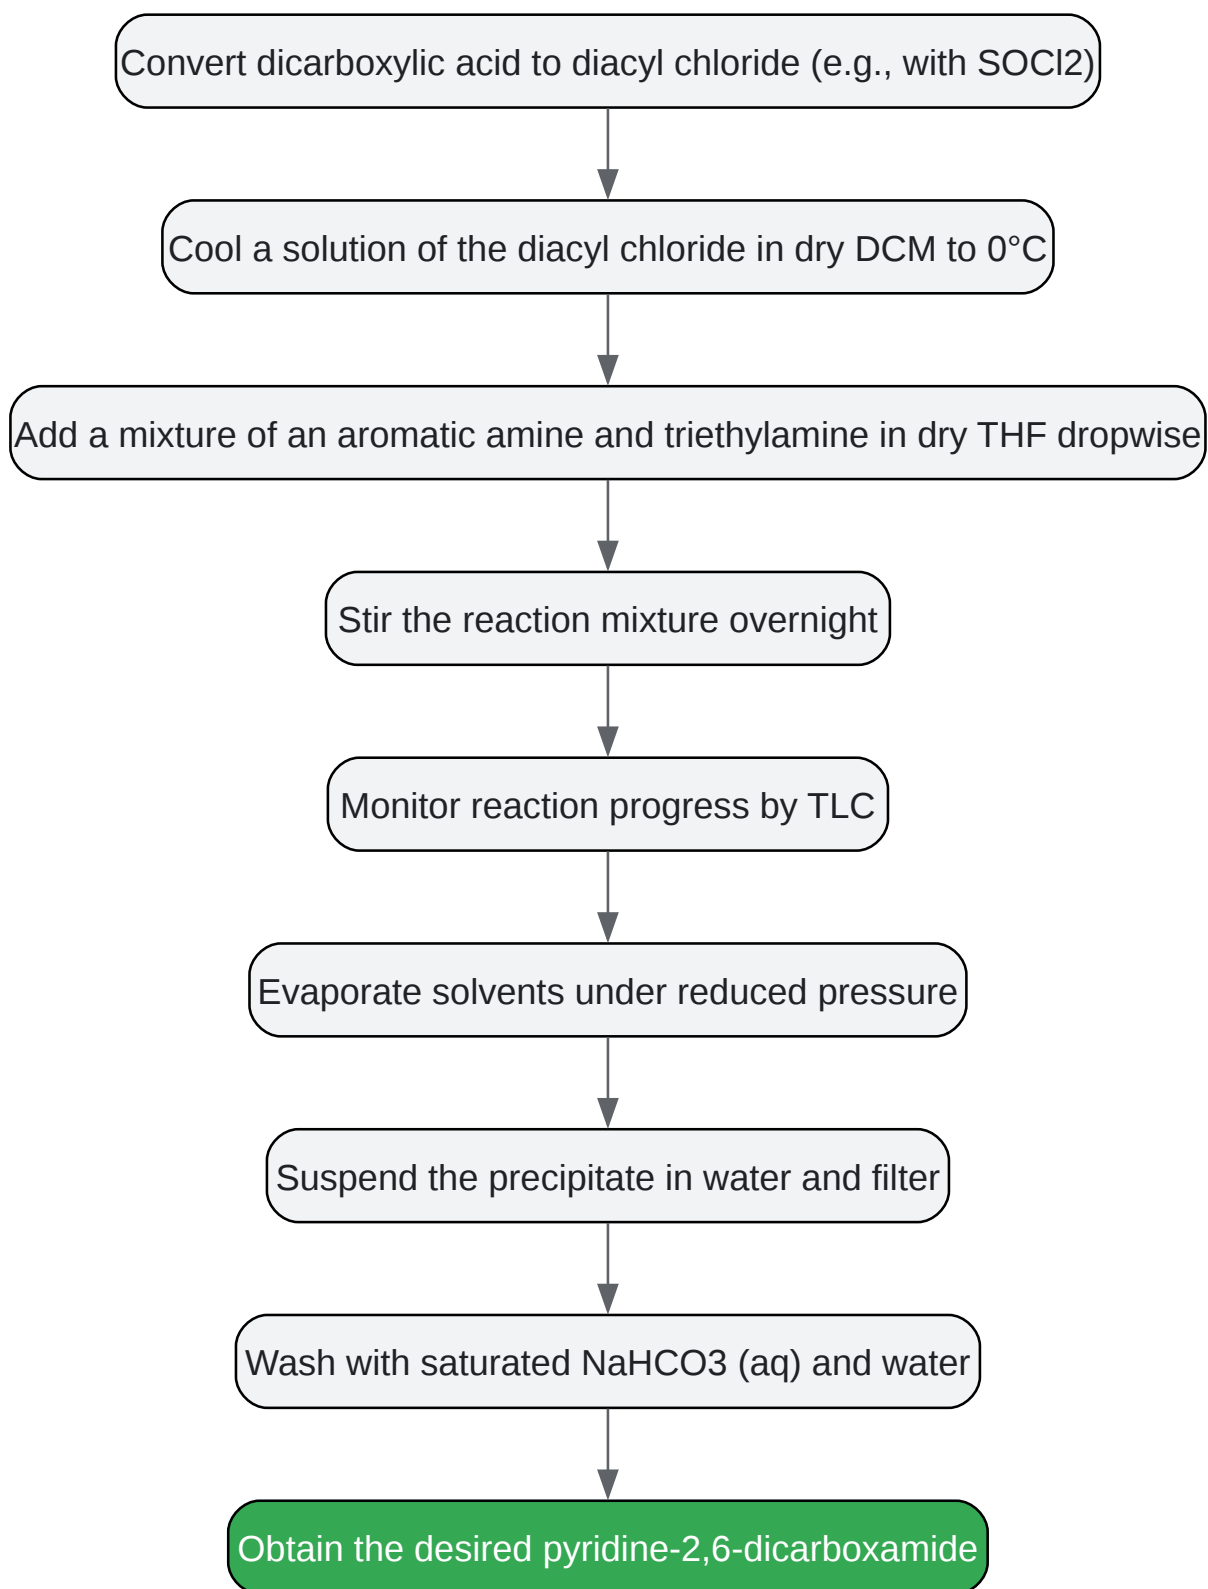 Convert dicarboxylic acid to diacyl chloride (e.g., with SOCl2)
Cool a solution of the diacyl chloride in dry DCM to 0°C
Add a mixture of an aromatic amine and triethylamine in dry THF dropwise
Stir the reaction mixture overnight
Monitor reaction progress by TLC
Evaporate solvents under reduced pressure
Suspend the precipitate in water and filter
Wash with saturated NaHCO3 (aq) and water
Obtain the desired pyridine-2,6-dicarboxamide